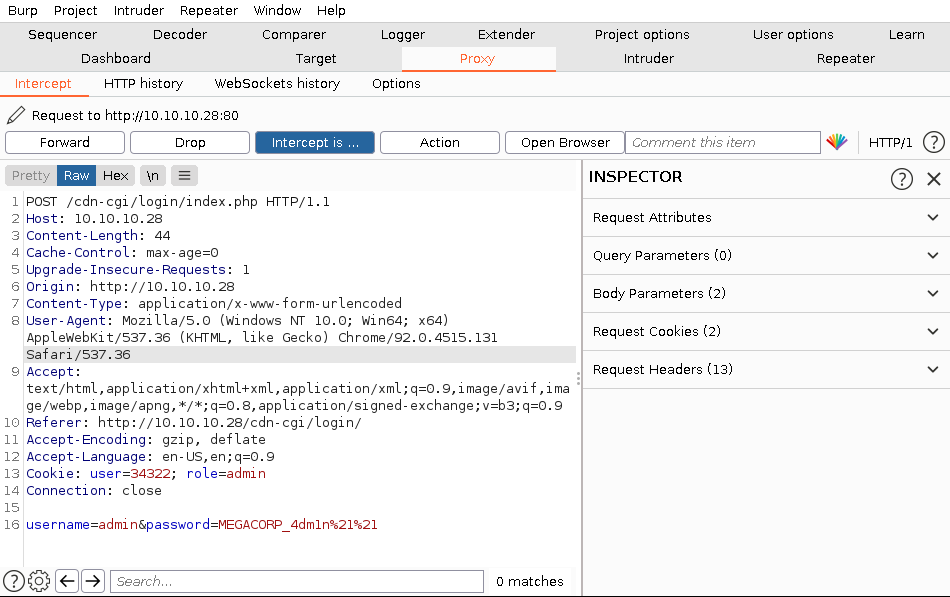 Burp Project Intruder Repeater Window Help
Sequencer Decoder Comparer Logger Extender Project options User options Learn
Dashboard Target Proxy Intruder Repeater
Intercept HTTP history WebSockets history Options
Request to http://10.10.10.28:80
Forward Drop Intercept is ... Action Open Browser Comment this item HTTP/1 ?
Pretty Raw Hex \n
INSPECTOR ?
1 POST /cdn-cgi/login/index.php HTTP/1.1
2 Host: 10.10.10.28
3 Content-Length: 44
4 Cache-Control: max-age=0
5 Upgrade-Insecure-Requests: 1
6 Origin: http://10.10.10.28
7 Content-Type: application/x-www-form-urlencoded
8 User-Agent: Mozilla/5.0 (Windows NT 10.0; Win64; x64)
AppleWebKit/537.36 (KHTML, like Gecko) Chrome/92.0.4515.131
Safari/537.36
9 Accept:
text/html,application/xhtml+xml,application/xml;q=0.9,image/avif,ima
ge/webp,image/apng,*/*;q=0.8,application/signed-exchange;v=b3;q=0.9
10 Referer: http://10.10.10.28/cdn-cgi/login/
11 Accept-Encoding: gzip, deflate
12 Accept-Language: en-US,en;q=0.9
13 Cookie: user=34322; role=admin
14 Connection: close
15
16 username=admin&password=MEGACORP_4dm1n%21%21
Request Attributes
Query Parameters (0)
Body Parameters (2)
Request Cookies (2)
Request Headers (13)
? Search... 0 matches